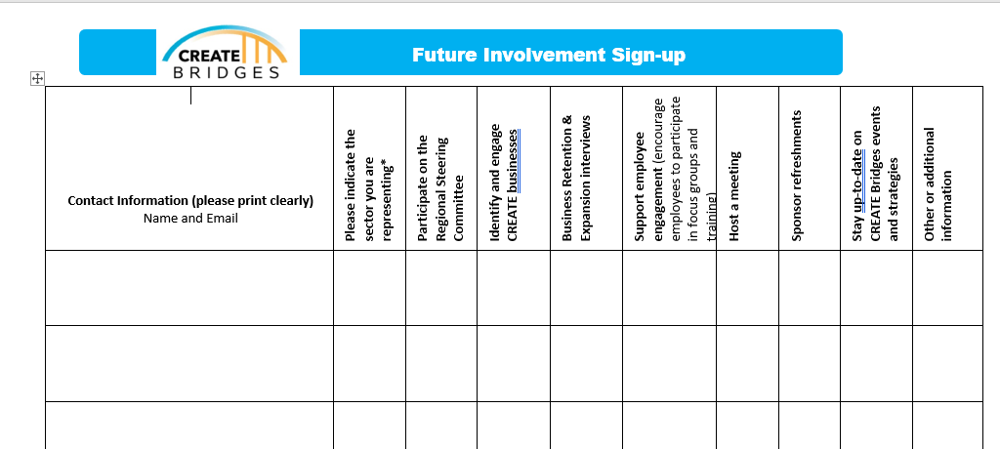 CREATE
BRIDGES
Future Involvement Sign-up
Contact Information (please print clearly)
Name and Email
Please indicate the
sector you are
representing*
Participate on the
Regional Steering
Committee
Identify and engage
CREATE businesses
Business Retention &
Expansion interviews
Support employee
engagement (encourage
employees to participate
in focus groups and
training)
Host a meeting
Sponsor refreshments
Stay up-to-date on
CREATE Bridges events
and strategies
Other or additional
information